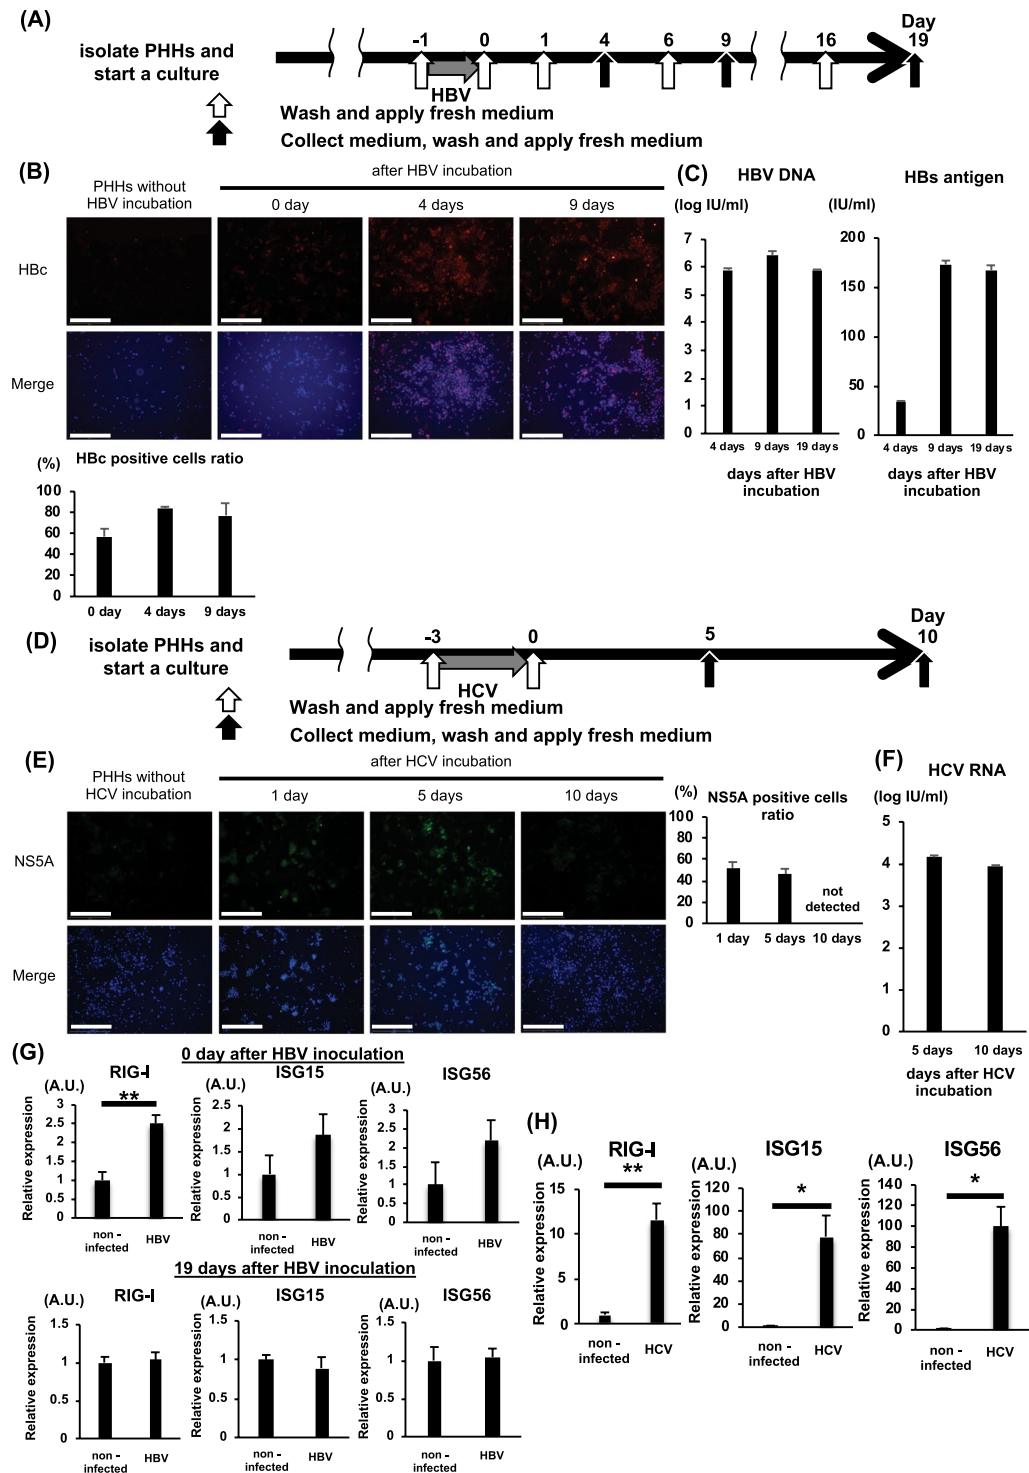 (A)
isolate PHHs and
start a culture
-1 0 1 4 6 9 16 Day
19
HBV
Wash and apply fresh medium
Collect medium, wash and apply fresh medium
(B)
PHHs without
HBV incubation
after HBV incubation
0 day 4 days 9 days
HBc
Merge
(%) HBc positive cells ratio
100
80
60
40
20
0
0 day 4 days 9 days
(C)
HBV DNA
(log IU/ml)
7
6
5
4
3
2
1
0
4 days 9 days 19 days
days after HBV
incubation
HBs antigen
(IU/ml)
200
150
100
50
0
4 days 9 days 19 days
days after HBV
incubation
(D)
isolate PHHs and
start a culture
-3 0 5 Day
10
HCV
Wash and apply fresh medium
Collect medium, wash and apply fresh medium
(E)
PHHs without
HCV incubation
after HCV incubation
1 day 5 days 10 days
NS5A
Merge
(%) NS5A positive cells
ratio
100
80
60
40
20
0
not
detected
1 day 5 days 10 days
(F)
HCV RNA
(log IU/ml)
5
4
3
2
1
0
5 days 10 days
days after HCV
incubation
(G)
0 day after HBV inoculation
RIG-I
(A.U.)
**
Relative expression
3
2.5
2
1.5
1
0.5
0
non -
infected
HBV
ISG15
(A.U.)
Relative expression
2.5
2
1.5
1
0.5
0
non -
infected
HBV
ISG56
(A.U.)
Relative expression
3
2.5
2
1.5
1
0.5
0
non -
infected
HBV
19 days after HBV inoculation
RIG-I
(A.U.)
Relative expression
1.5
1
0.5
0
non -
infected
HBV
ISG15
(A.U.)
Relative expression
1.5
1
0.5
0
non -
infected
HBV
ISG56
(A.U.)
Relative expression
1.5
1
0.5
0
non -
infected
HBV
(H)
RIG-I
(A.U.)
**
Relative expression
15
10
5
0
non -
infected
HCV
ISG15
(A.U.)
*
Relative expression
120
100
80
60
40
20
0
non -
infected
HCV
ISG56
(A.U.)
*
Relative expression
140
120
100
80
60
40
20
0
non -
infected
HCV